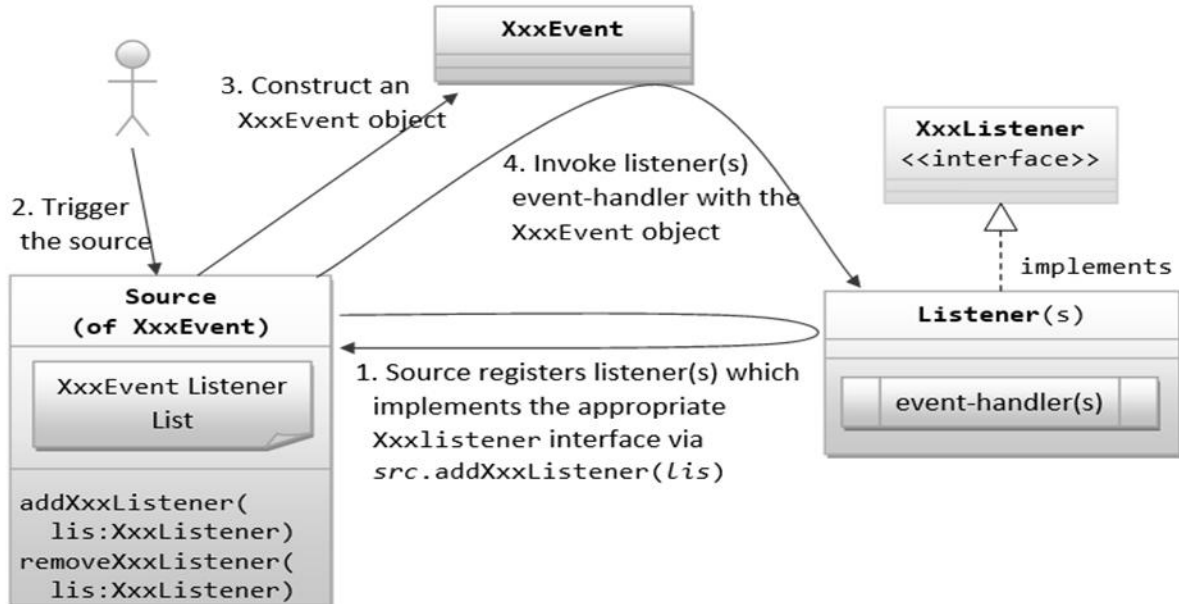 XxxEvent
3. Construct an
XxxEvent object
XxxListener
<<interface>>
4. Invoke listener(s)
event-handler with the
XxxEvent object
2. Trigger
the source
implements
Source
(of XxxEvent)
XxxEvent Listener
List
addXxxListener(
lis:XxxListener)
removeXxxListener(
lis:XxxListener)
1. Source registers listener(s) which
implements the appropriate
Xxxlistener interface via
src.addXxxListener(lis)
Listener(s)
event-handler(s)